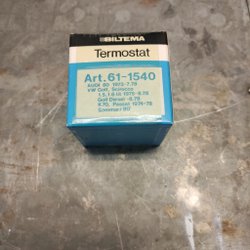 BILTEMA
Termostat
Art. 61-1540
AUDI 80 1973-7.78
VW Golf, Scirocco
1.5, 1.6 lit 1975-8.78
Golf Diesel -8.78
K70, Passat 1976-78
Sommar! 80°